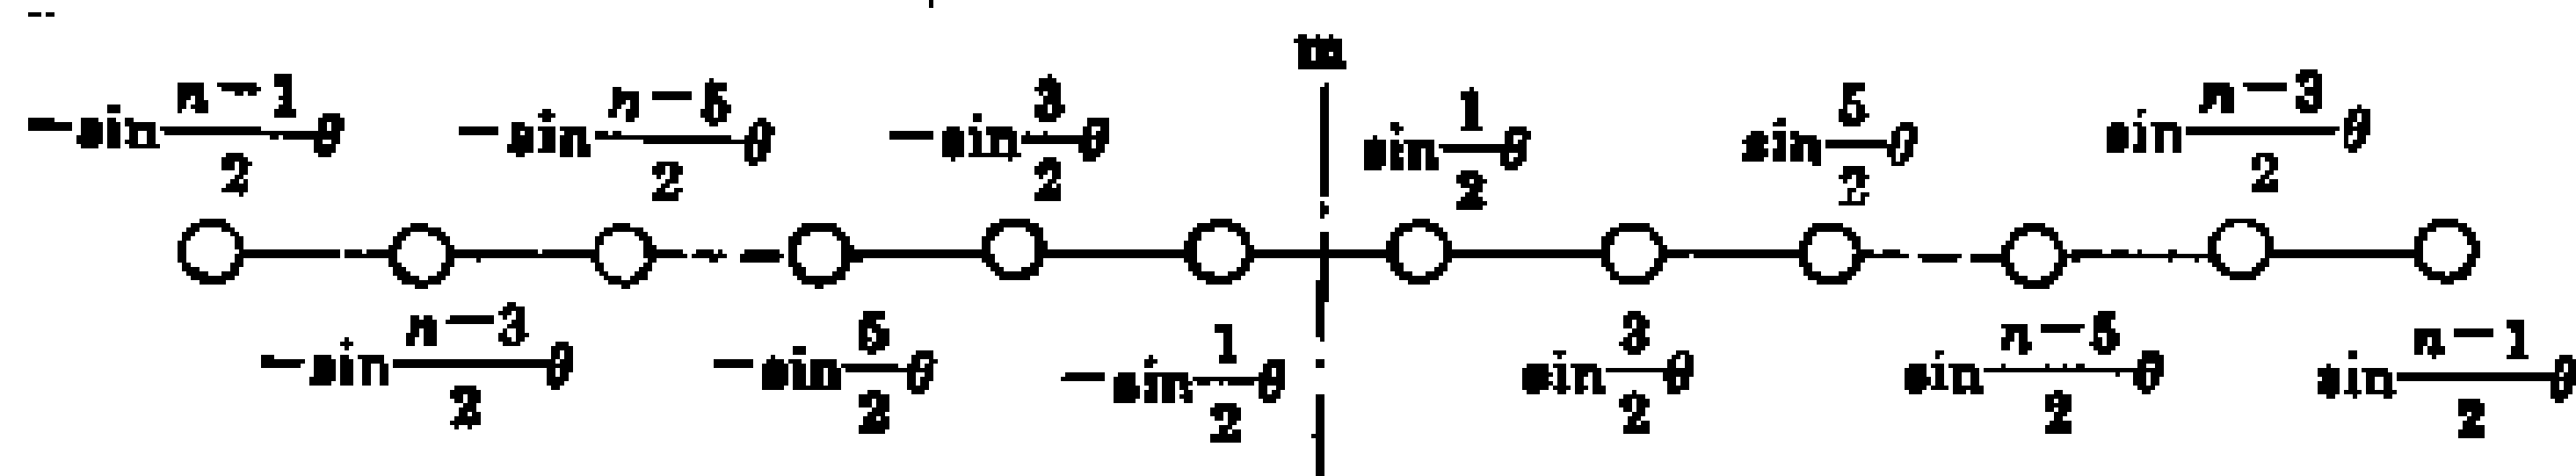 m
-sin n-1/2 θ -sin n-5/2 θ -sin 3/2 θ sin 1/2 θ sin 5/2 θ sin n-3/2 θ
-sin n-3/2 θ -sin 5/2 θ -sin 1/2 θ sin 3/2 θ sin n-5/2 θ sin n-1/2 θ